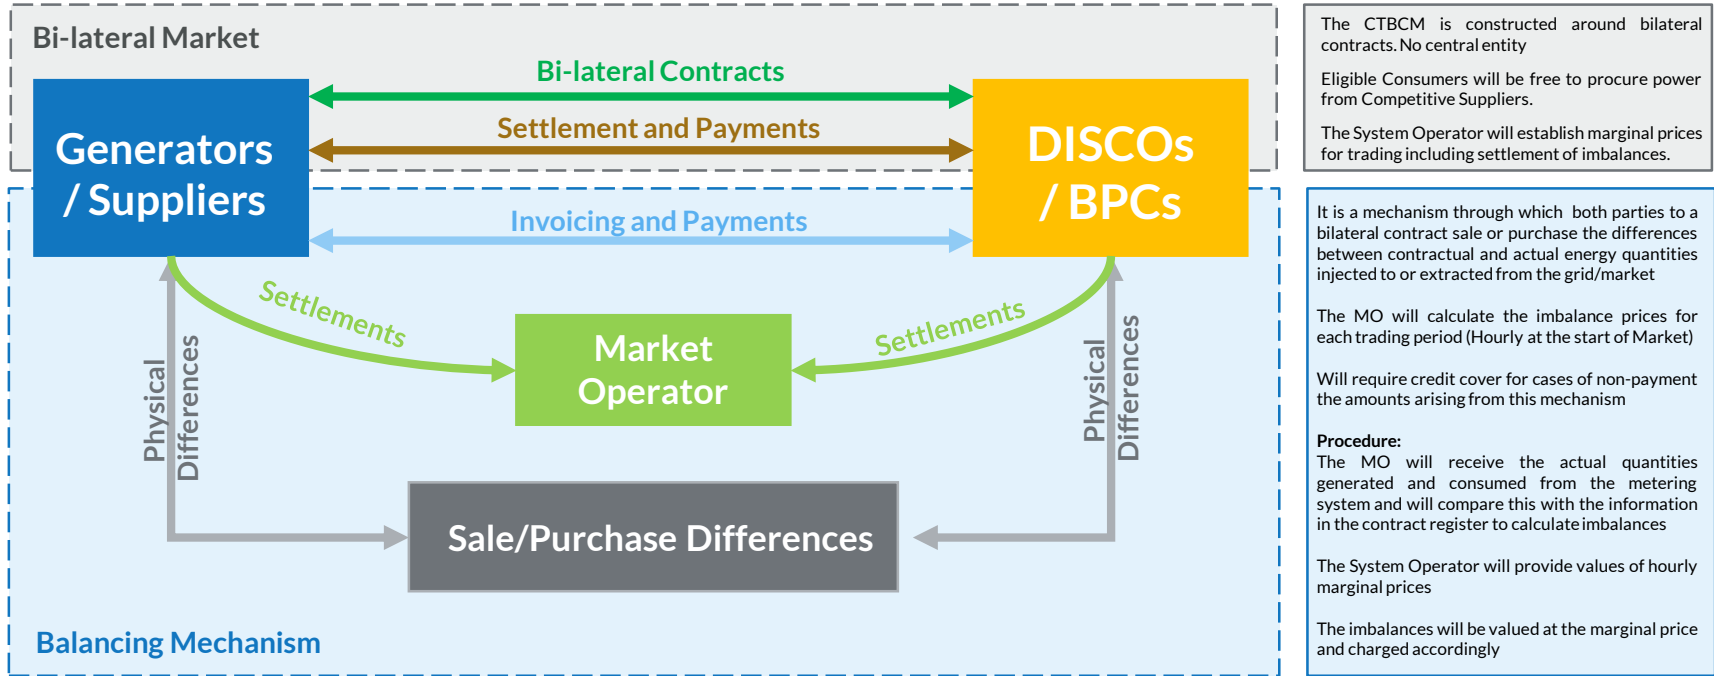 Bi-lateral Market
Bi-lateral Contracts
Generators
/ Suppliers
Settlement and Payments
DISCOs
/ BPCs
Invoicing and Payments
Settlements
Settlements
Market
Operator
Physical
Differences
Physical
Differences
Sale/Purchase Differences
Balancing Mechanism
The CTBCM is constructed around bilateral
contracts. No central entity
Eligible Consumers will be free to procure power
from Competitive Suppliers.
The System Operator will establish marginal prices
for trading including settlement of imbalances.
It is a mechanism through which both parties to a
bilateral contract sale or purchase the differences
between contractual and actual energy quantities
injected to or extracted from the grid/market
The MO will calculate the imbalance prices for
each trading period (Hourly at the start of Market)
Will require credit cover for cases of non-payment
the amounts arising from this mechanism
Procedure:
The MO will receive the actual quantities
generated and consumed from the metering
system and will compare this with the information
in the contract register to calculate imbalances
The System Operator will provide values of hourly
marginal prices
The imbalances will be valued at the marginal price
and charged accordingly